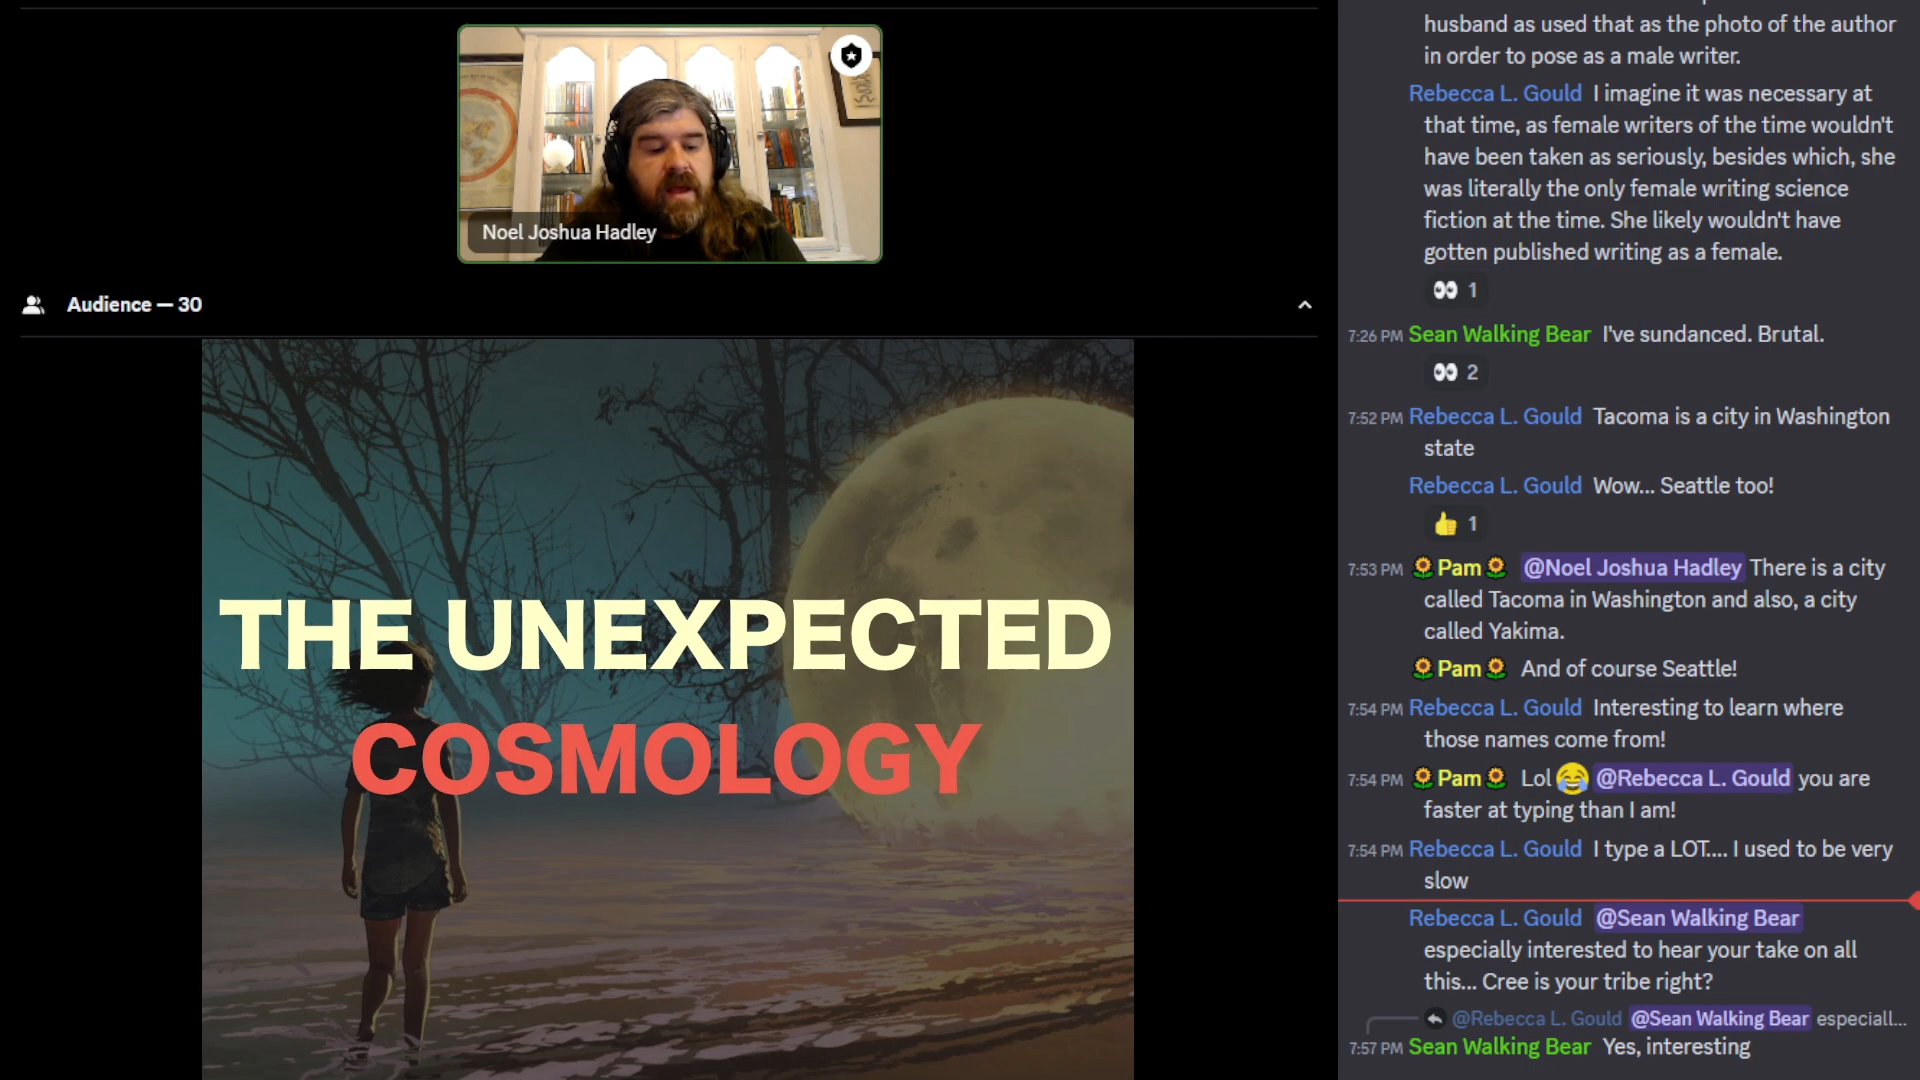 Noel Joshua Hadley
Audience — 30
THE UNEXPECTED
COSMOLOGY
husband as used that as the photo of the author
in order to pose as a male writer.
Rebecca L. Gould I imagine it was necessary at
that time, as female writers of the time wouldn't
have been taken as seriously, besides which, she
was literally the only female writing science
fiction at the time. She likely wouldn't have
gotten published writing as a female.
👀 1
7:26 PM Sean Walking Bear I've sundanced. Brutal.
👀 2
7:52 PM Rebecca L. Gould Tacoma is a city in Washington
state
Rebecca L. Gould Wow... Seattle too!
👍 1
7:53 PM 🌻Pam🌻 @Noel Joshua Hadley There is a city
called Tacoma in Washington and also, a city
called Yakima.
🌻Pam🌻 And of course Seattle!
7:54 PM Rebecca L. Gould Interesting to learn where
those names come from!
7:54 PM 🌻Pam🌻 Lol 😂 @Rebecca L. Gould you are
faster at typing than I am!
7:54 PM Rebecca L. Gould I type a LOT.... I used to be very
slow
Rebecca L. Gould @Sean Walking Bear
especially interested to hear your take on all
this... Cree is your tribe right?
@Rebecca L. Gould @Sean Walking Bear especiall...
7:57 PM Sean Walking Bear Yes, interesting